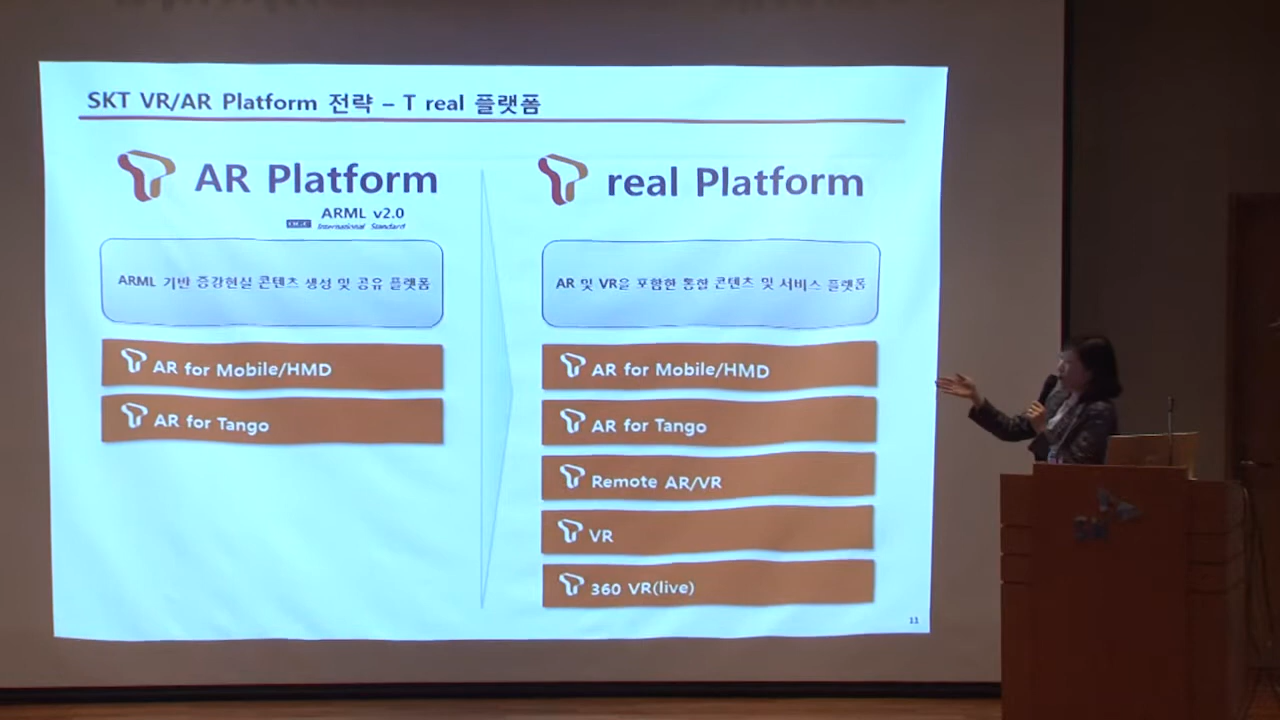 SKT VR/AR Platform 전략 – T real 플랫폼
T AR Platform
ARML v2.0
OGC International Standard
ARML 기반 증강현실 콘텐츠 생성 및 공유 플랫폼
T AR for Mobile/HMD
T AR for Tango
T real Platform
AR 및 VR을 포함한 통합 콘텐츠 및 서비스 플랫폼
T AR for Mobile/HMD
T AR for Tango
T Remote AR/VR
T VR
T 360 VR(live)
11